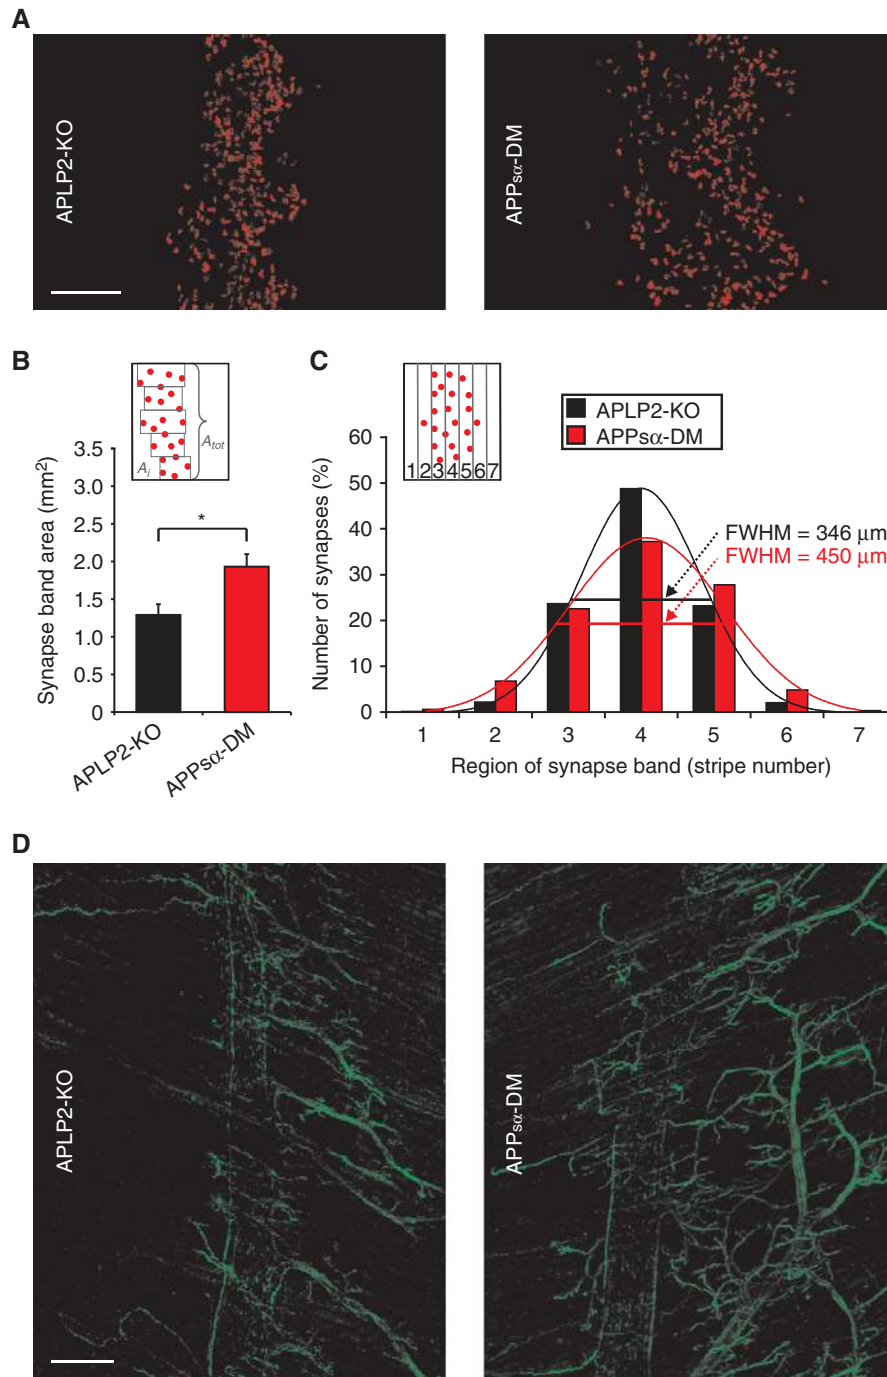 A
APLP2-KO
APPsα-DM
B
C
A_i
A_tot
1234567
APLP2-KO
APPsα-DM
Synapse band area (mm²)
3.5
3.0
2.5
2.0
1.5
1.0
0.5
0
*
APLP2-KO
APPsα-DM
Number of synapses (%)
60
50
40
30
20
10
0
FWHM = 346 μm
FWHM = 450 μm
1 2 3 4 5 6 7
Region of synapse band (stripe number)
D
APLP2-KO
APPsα-DM